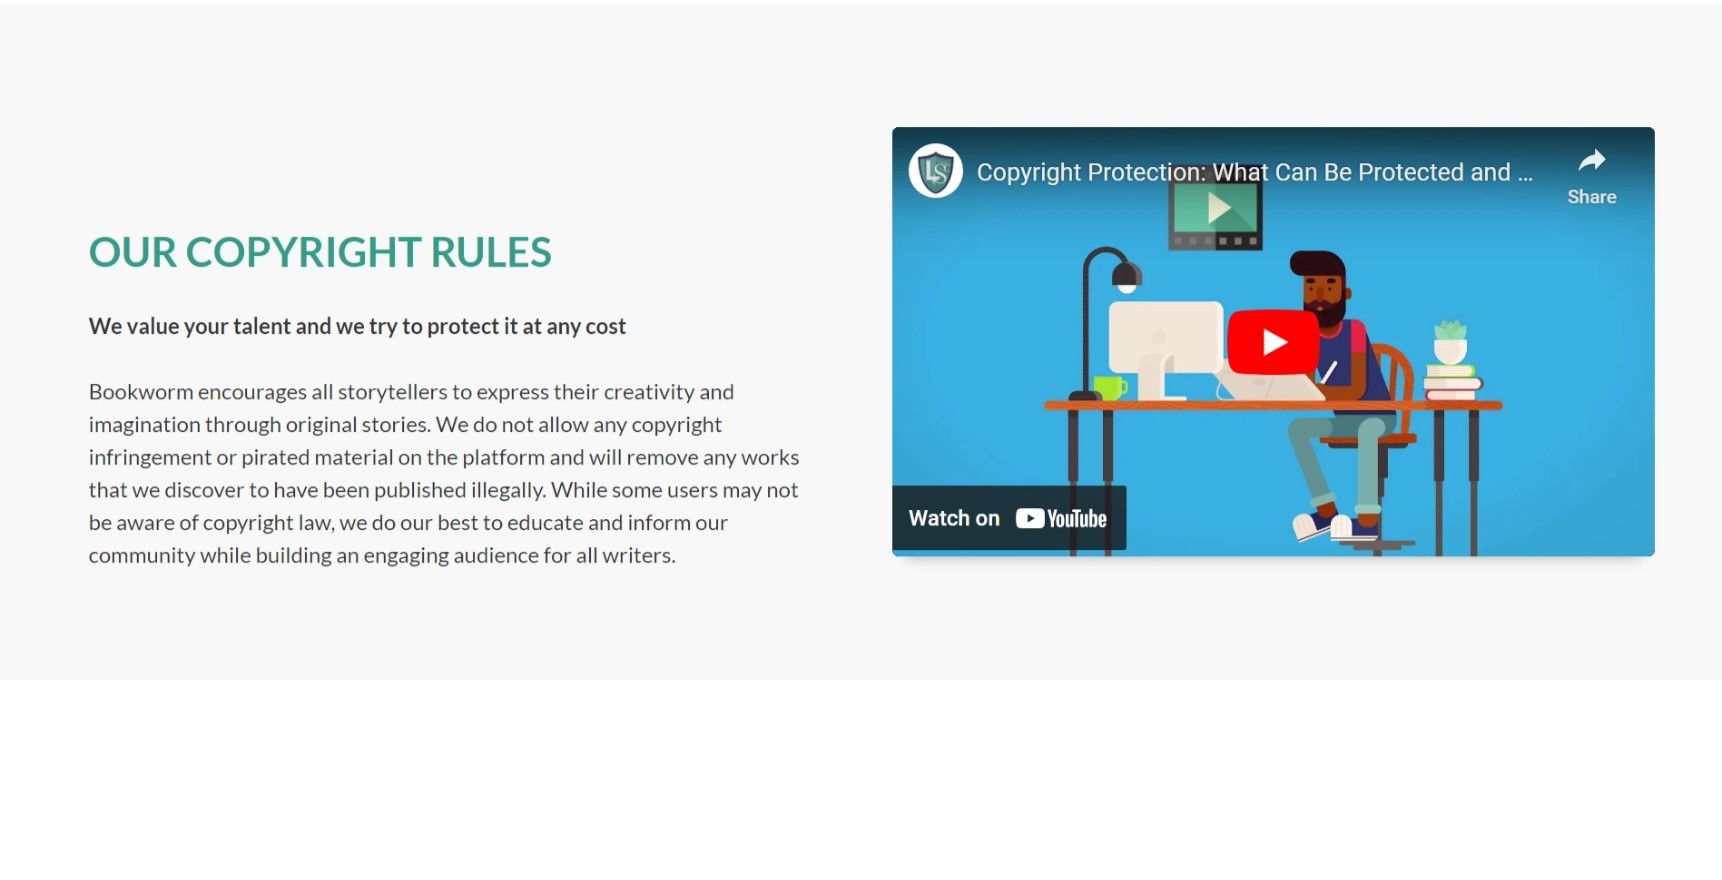 OUR COPYRIGHT RULES
We value your talent and we try to protect it at any cost
Bookworm encourages all storytellers to express their creativity and
imagination through original stories. We do not allow any copyright
infringement or pirated material on the platform and will remove any works
that we discover to have been published illegally. While some users may not
be aware of copyright law, we do our best to educate and inform our
community while building an engaging audience for all writers.
LS
Copyright Protection: What Can Be Protected and ...
Share
Watch on YouTube